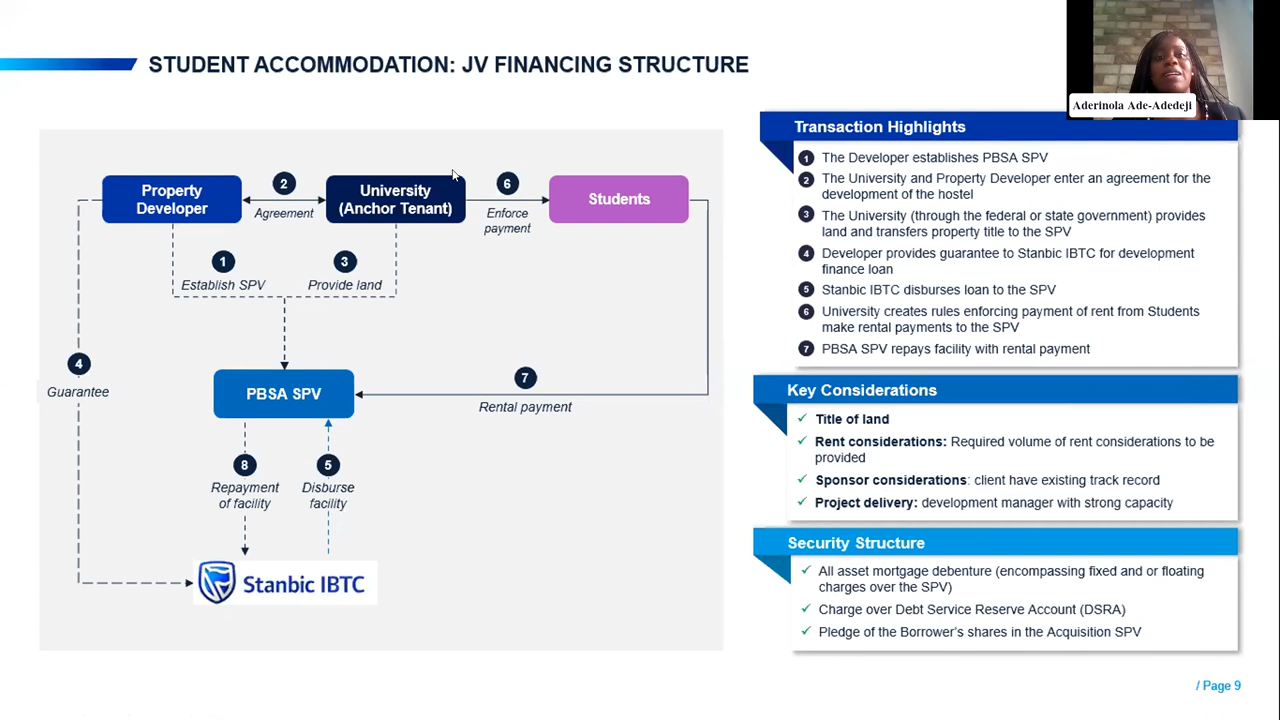 STUDENT ACCOMMODATION: JV FINANCING STRUCTURE
Aderinola Ade-Adedeji
Property
Developer
2
Agreement
University
(Anchor Tenant)
6
Enforce
payment
Students
1
Establish SPV
3
Provide land
4
Guarantee
PBSA SPV
7
Rental payment
8
Repayment
of facility
5
Disburse
facility
Stanbic IBTC
Transaction Highlights
1 The Developer establishes PBSA SPV
2 The University and Property Developer enter an agreement for the
development of the hostel
3 The University (through the federal or state government) provides
land and transfers property title to the SPV
4 Developer provides guarantee to Stanbic IBTC for development
finance loan
5 Stanbic IBTC disburses loan to the SPV
6 University creates rules enforcing payment of rent from Students
make rental payments to the SPV
7 PBSA SPV repays facility with rental payment
Key Considerations
✓ Title of land
✓ Rent considerations: Required volume of rent considerations to be
provided
✓ Sponsor considerations: client have existing track record
✓ Project delivery: development manager with strong capacity
Security Structure
✓ All asset mortgage debenture (encompassing fixed and or floating
charges over the SPV)
✓ Charge over Debt Service Reserve Account (DSRA)
✓ Pledge of the Borrower's shares in the Acquisition SPV
/ Page 9